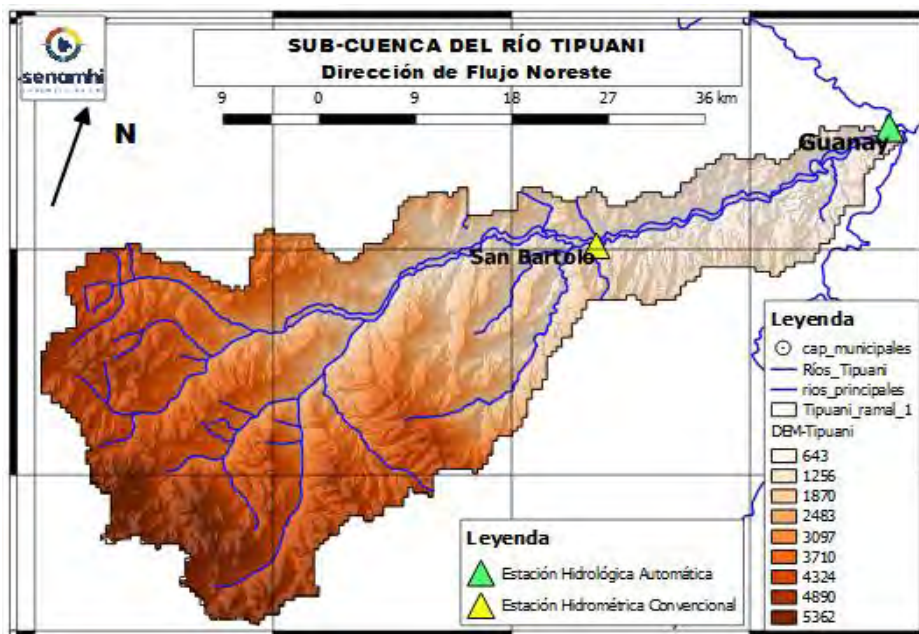 senamhi
SUB-CUENCA DEL RÍO TIPUANI
Dirección de Flujo Noreste
9 0 9 18 27 36 km
N
Guanay
San Bartolo
Leyenda
cap_municipales
Ríos_Tipuani
rios_principales
Tipuani_ramal_1
DEM-Tipuani
643
1256
1870
2483
3097
3710
4324
4890
5362
Leyenda
Estación Hidrológica Automática
Estación Hidrométrica Convencional